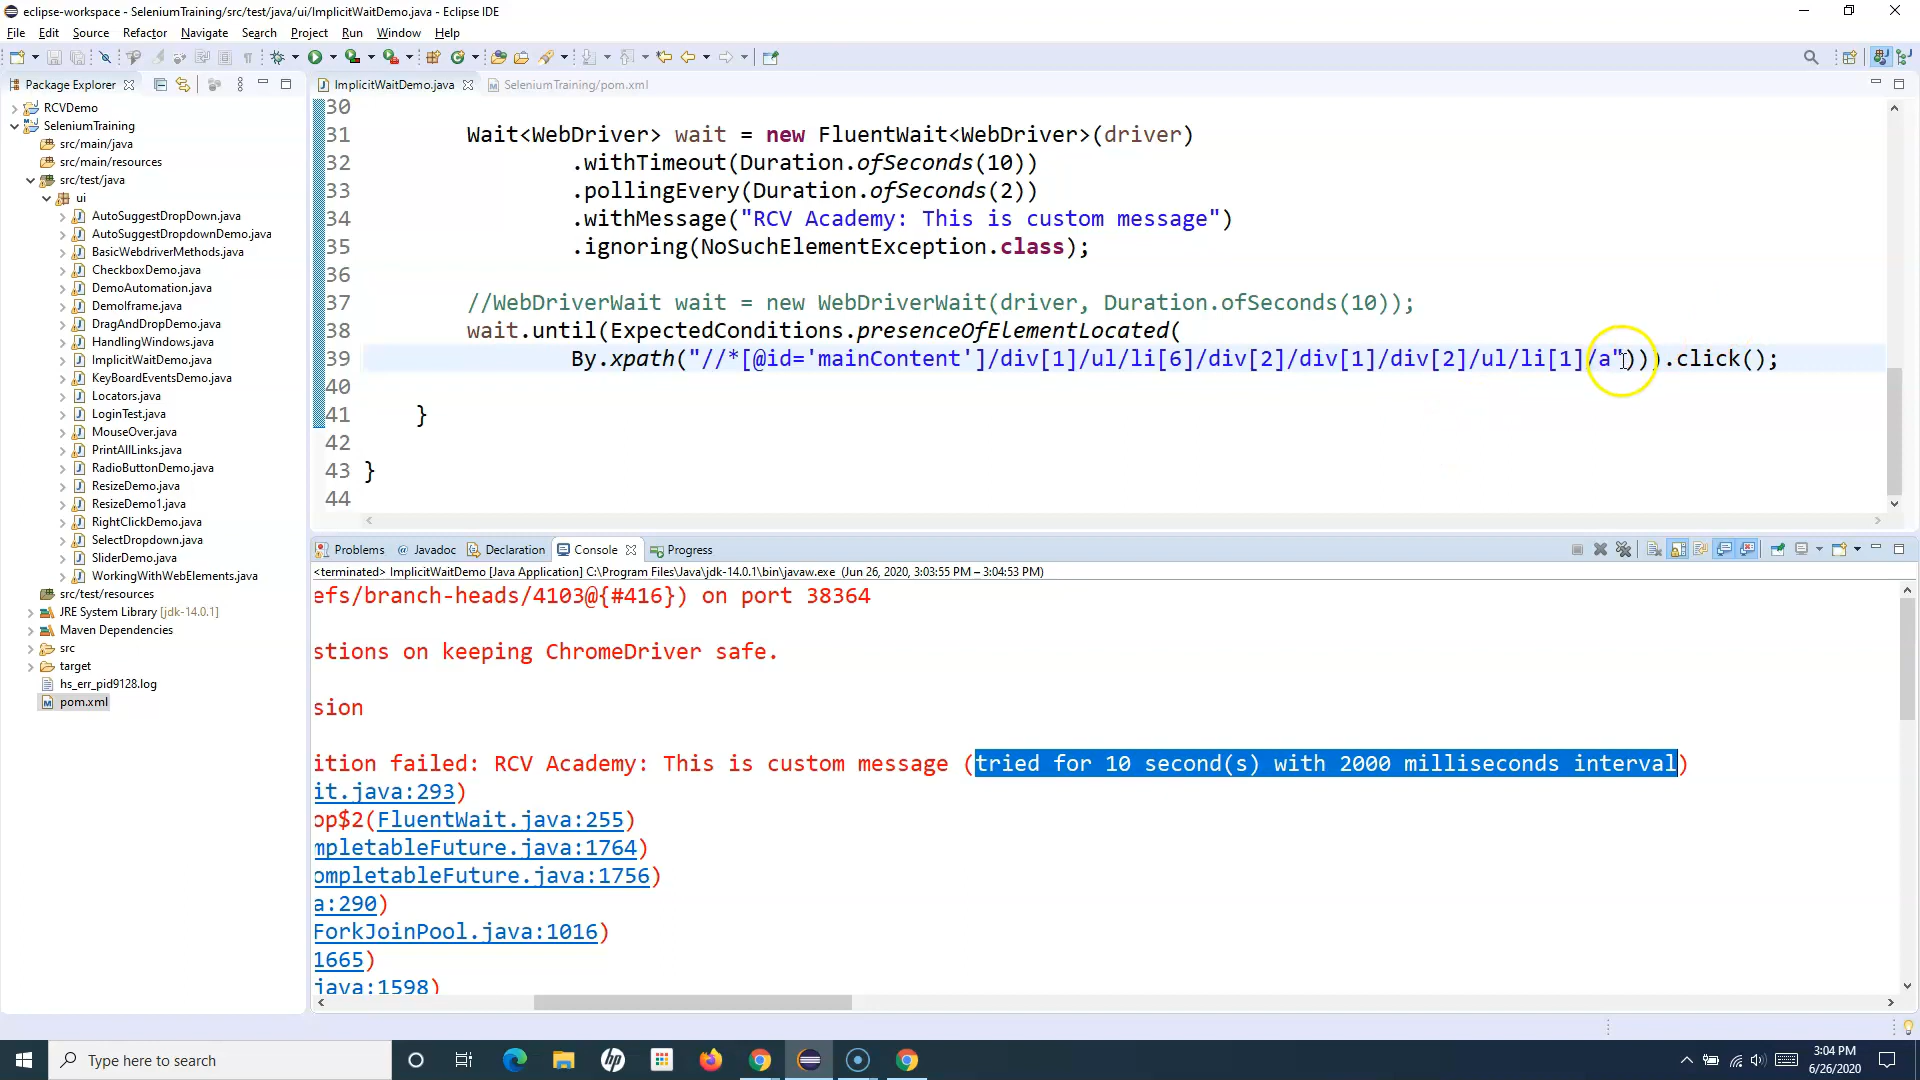 eclipse-workspace - SeleniumTraining/src/test/java/ui/ImplicitWaitDemo.java - Eclipse IDE
File Edit Source Refactor Navigate Search Project Run Window Help
Package Explorer
RCVDemo
SeleniumTraining
src/main/java
src/main/resources
src/test/java
ui
AutoSuggestDropDown.java
AutoSuggestDropdownDemo.java
BasicWebdriverMethods.java
CheckboxDemo.java
DemoAutomation.java
DemoIframe.java
DragAndDropDemo.java
HandlingWindows.java
ImplicitWaitDemo.java
KeyBoardEventsDemo.java
Locators.java
LoginTest.java
MouseOver.java
PrintAllLinks.java
RadioButtonDemo.java
ResizeDemo.java
ResizeDemo1.java
RightClickDemo.java
SelectDropdown.java
SliderDemo.java
WorkingWithWebElements.java
src/test/resources
JRE System Library [jdk-14.0.1]
Maven Dependencies
src
target
hs_err_pid9128.log
pom.xml
ImplicitWaitDemo.java SeleniumTraining/pom.xml
30
31 Wait<WebDriver> wait = new FluentWait<WebDriver>(driver)
32 .withTimeout(Duration.ofSeconds(10))
33 .pollingEvery(Duration.ofSeconds(2))
34 .withMessage("RCV Academy: This is custom message")
35 .ignoring(NoSuchElementException.class);
36
37 //WebDriverWait wait = new WebDriverWait(driver, Duration.ofSeconds(10));
38 wait.until(ExpectedConditions.presenceOfElementLocated(
39 By.xpath("//*[@id='mainContent']/div[1]/ul/li[6]/div[2]/div[1]/div[2]/ul/li[1]/a"))).click();
40
41 }
42
43 }
44
Problems @ Javadoc Declaration Console Progress
<terminated> ImplicitWaitDemo [Java Application] C:\Program Files\Java\jdk-14.0.1\bin\javaw.exe (Jun 26, 2020, 3:03:55 PM – 3:04:53 PM)
efs/branch-heads/4103@{#416}) on port 38364
stions on keeping ChromeDriver safe.
sion
ition failed: RCV Academy: This is custom message (tried for 10 second(s) with 2000 milliseconds interval)
it.java:293)
op$2(FluentWait.java:255)
mpletableFuture.java:1764)
ompletableFuture.java:1756)
a:290)
ForkJoinPool.java:1016)
1665)
java:1598)
Type here to search
3:04 PM
6/26/2020